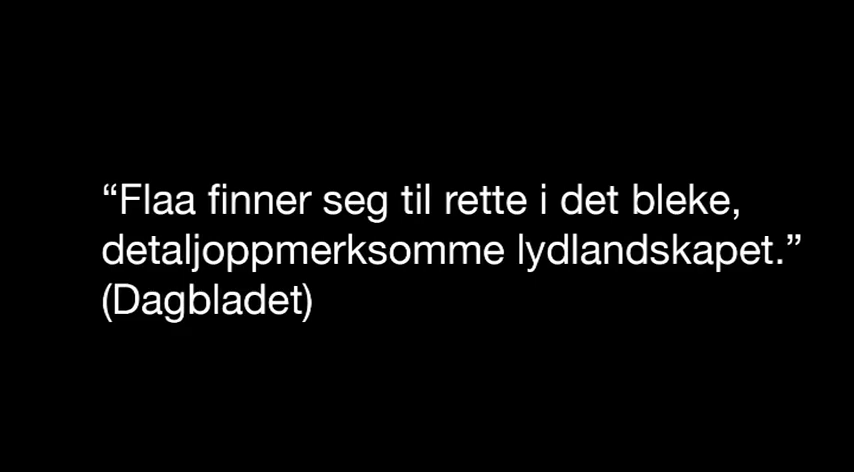 “Flaa finner seg til rette i det bleke,
detaljoppmerksomme lydlandskapet.”
(Dagbladet)